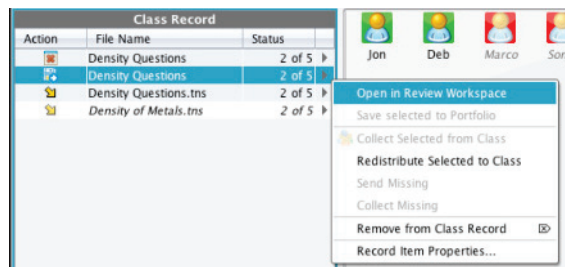 Class Record
Action File Name Status
Density Questions 2 of 5
Density Questions 2 of 5
Density Questions.tns 2 of 5
Density of Metals.tns 2 of 5
Jon Deb Marco
Open in Review Workspace
Save selected to Portfolio
Collect Selected from Class
Redistribute Selected to Class
Send Missing
Collect Missing
Remove from Class Record
Record Item Properties...